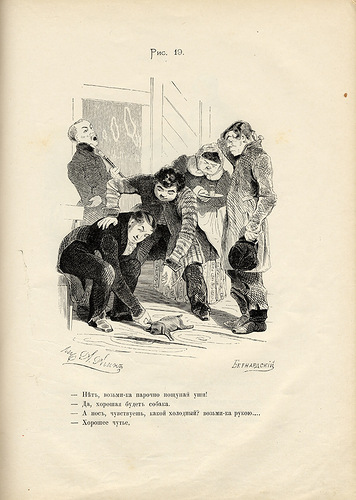 Рис. 19.
БЕРНАРДСКІЙ
— Нѣтъ, возьми-ка нарочно пощупай уши!
— Да, хорошая будетъ собака.
— А носъ, чувствуешь, какой холодный? возьми-ка рукою....
— Хорошее чутье.